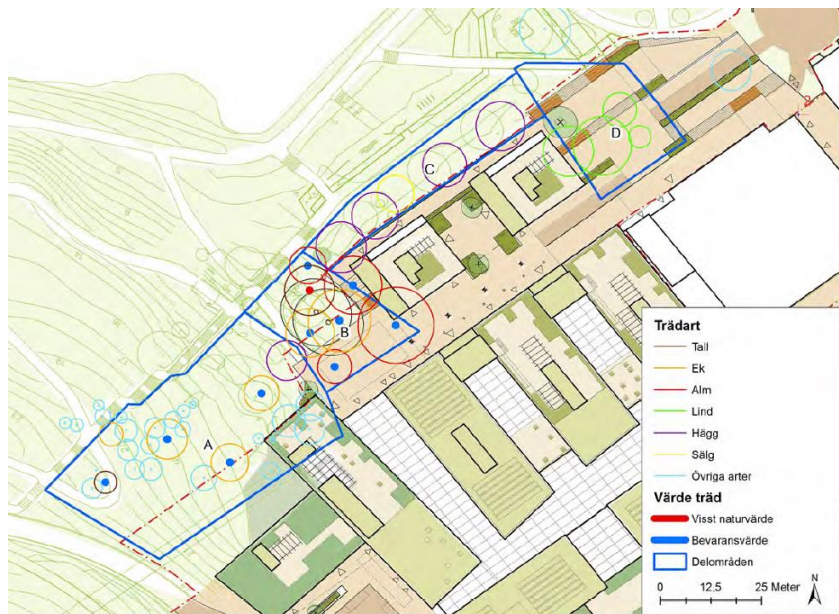 D
C
B
A
Trädart
Tall
Ek
Alm
Lind
Hägg
Sälg
Övriga arter
Värde träd
Visst naturvärde
Bevaransvärde
Delområden
0 12,5 25 Meter
N